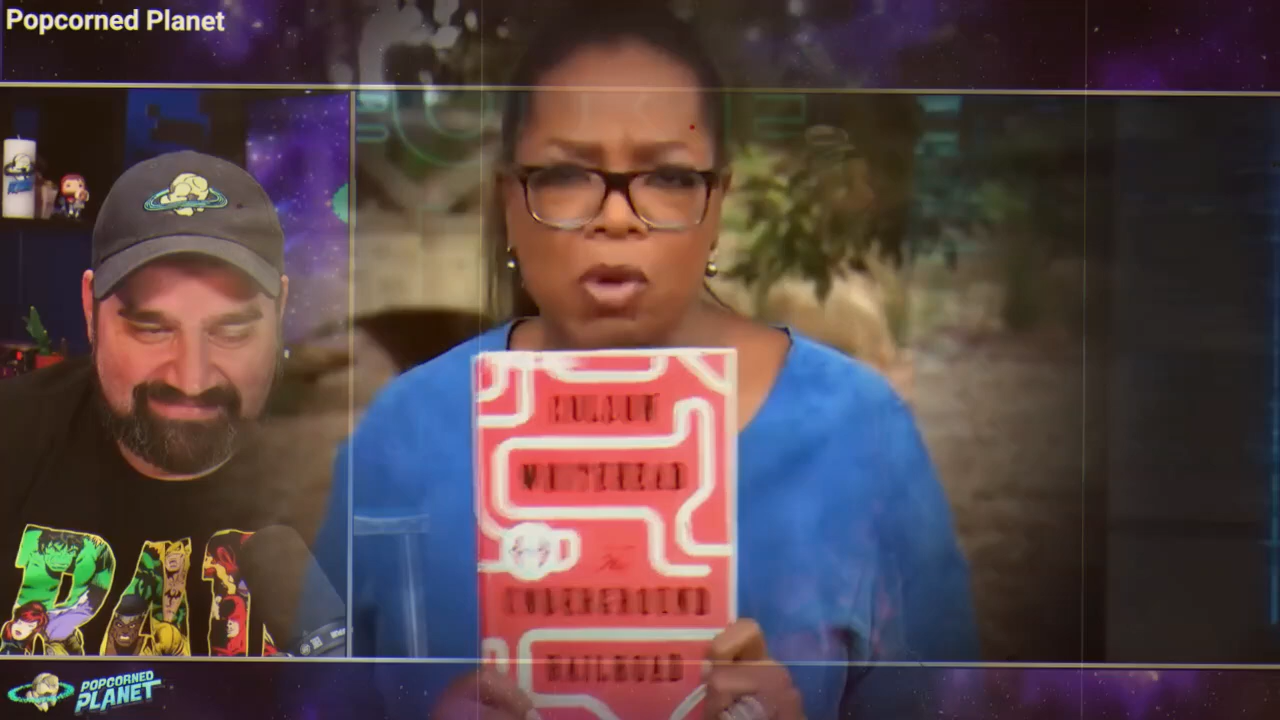 Popcorned Planet
COLSON
WHITEHEAD
The
UNDERGROUND
RAILROAD
POPCORNED
PLANET